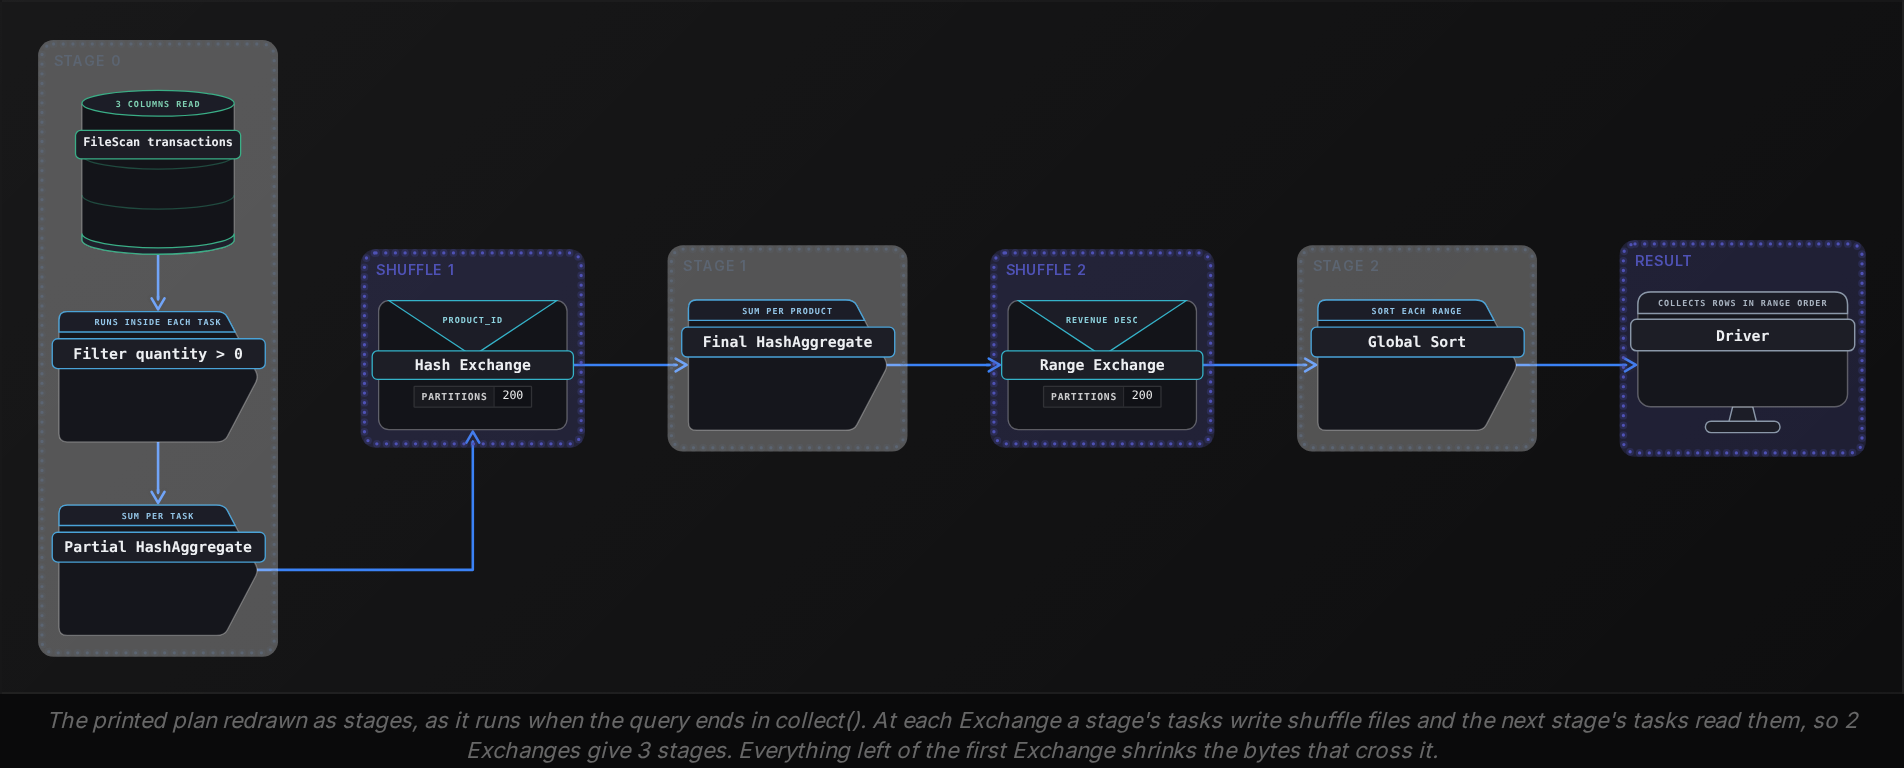 STAGE 0
3 COLUMNS READ
FileScan transactions
RUNS INSIDE EACH TASK
Filter quantity > 0
SUM PER TASK
Partial HashAggregate
SHUFFLE 1
PRODUCT_ID
Hash Exchange
PARTITIONS 200
STAGE 1
SUM PER PRODUCT
Final HashAggregate
SHUFFLE 2
REVENUE DESC
Range Exchange
PARTITIONS 200
STAGE 2
SORT EACH RANGE
Global Sort
RESULT
COLLECTS ROWS IN RANGE ORDER
Driver
The printed plan redrawn as stages, as it runs when the query ends in collect(). At each Exchange a stage's tasks write shuffle files and the next stage's tasks read them, so 2
Exchanges give 3 stages. Everything left of the first Exchange shrinks the bytes that cross it.